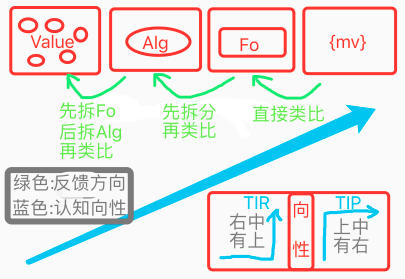 Value
Alg
Fo
{mv}
先拆Fo
后拆Alg
再类比
先拆分
再类比
直接类比
绿色:反馈方向
蓝色:认知向性
TIR
右中
有上
向
性
TIP
上中
有右